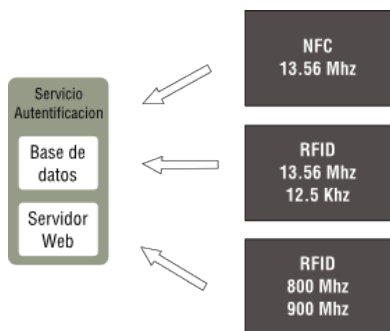 Servicio
Autentificacion
Base de
datos
Servidor
Web
NFC
13.56 Mhz
RFID
13.56 Mhz
12.5 Khz
RFID
800 Mhz
900 Mhz